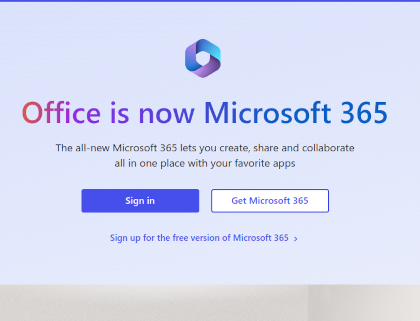 Office is now Microsoft 365
The all-new Microsoft 365 lets you create, share and collaborate
all in one place with your favorite apps
Sign in
Get Microsoft 365
Sign up for the free version of Microsoft 365 >